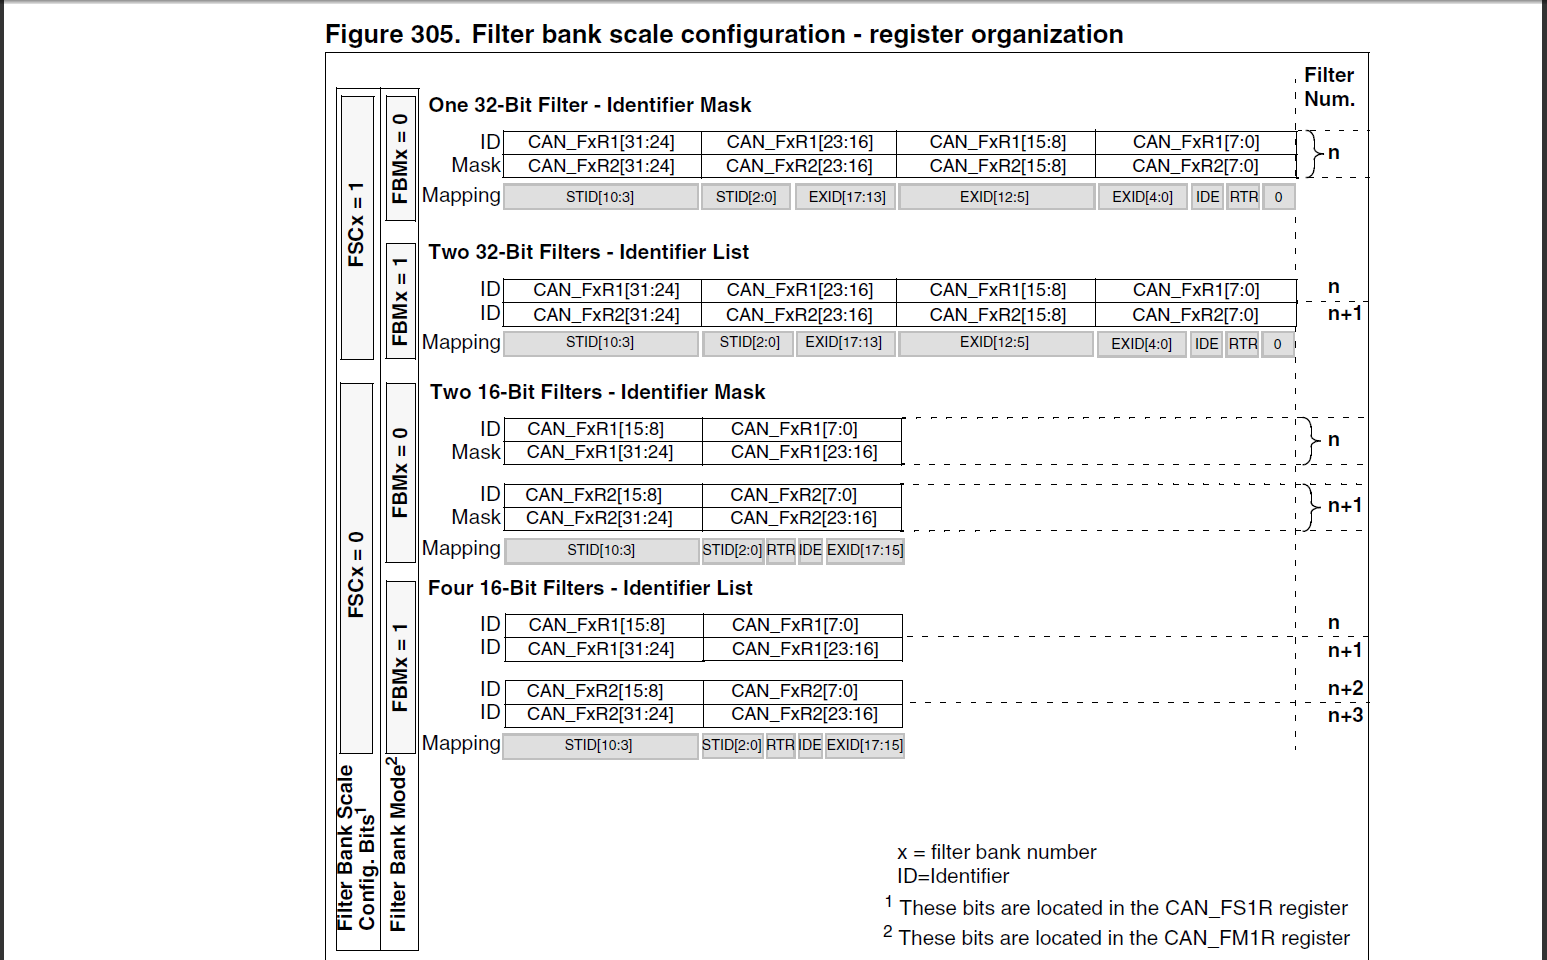 Figure 305. Filter bank scale configuration - register organization
Filter
Num.
One 32-Bit Filter - Identifier Mask
ID CAN_FxR1[31:24] CAN_FxR1[23:16] CAN_FxR1[15:8] CAN_FxR1[7:0]
Mask CAN_FxR2[31:24] CAN_FxR2[23:16] CAN_FxR2[15:8] CAN_FxR2[7:0]
n
Mapping STID[10:3] STID[2:0] EXID[17:13] EXID[12:5] EXID[4:0] IDE RTR 0
Two 32-Bit Filters - Identifier List
ID CAN_FxR1[31:24] CAN_FxR1[23:16] CAN_FxR1[15:8] CAN_FxR1[7:0] n
ID CAN_FxR2[31:24] CAN_FxR2[23:16] CAN_FxR2[15:8] CAN_FxR2[7:0] n+1
Mapping STID[10:3] STID[2:0] EXID[17:13] EXID[12:5] EXID[4:0] IDE RTR 0
Two 16-Bit Filters - Identifier Mask
ID CAN_FxR1[15:8] CAN_FxR1[7:0]
Mask CAN_FxR1[31:24] CAN_FxR1[23:16]
n
ID CAN_FxR2[15:8] CAN_FxR2[7:0]
Mask CAN_FxR2[31:24] CAN_FxR2[23:16]
n+1
Mapping STID[10:3] STID[2:0] RTR IDE EXID[17:15]
Four 16-Bit Filters - Identifier List
ID CAN_FxR1[15:8] CAN_FxR1[7:0] n
ID CAN_FxR1[31:24] CAN_FxR1[23:16] n+1
ID CAN_FxR2[15:8] CAN_FxR2[7:0] n+2
ID CAN_FxR2[31:24] CAN_FxR2[23:16] n+3
Mapping STID[10:3] STID[2:0] RTR IDE EXID[17:15]
FSCx = 1
FSCx = 0
FBMx = 0
FBMx = 1
FBMx = 0
FBMx = 1
Filter Bank Scale
Config. Bits1
Filter Bank Mode2
x = filter bank number
ID=Identifier
1 These bits are located in the CAN_FS1R register
2 These bits are located in the CAN_FM1R register